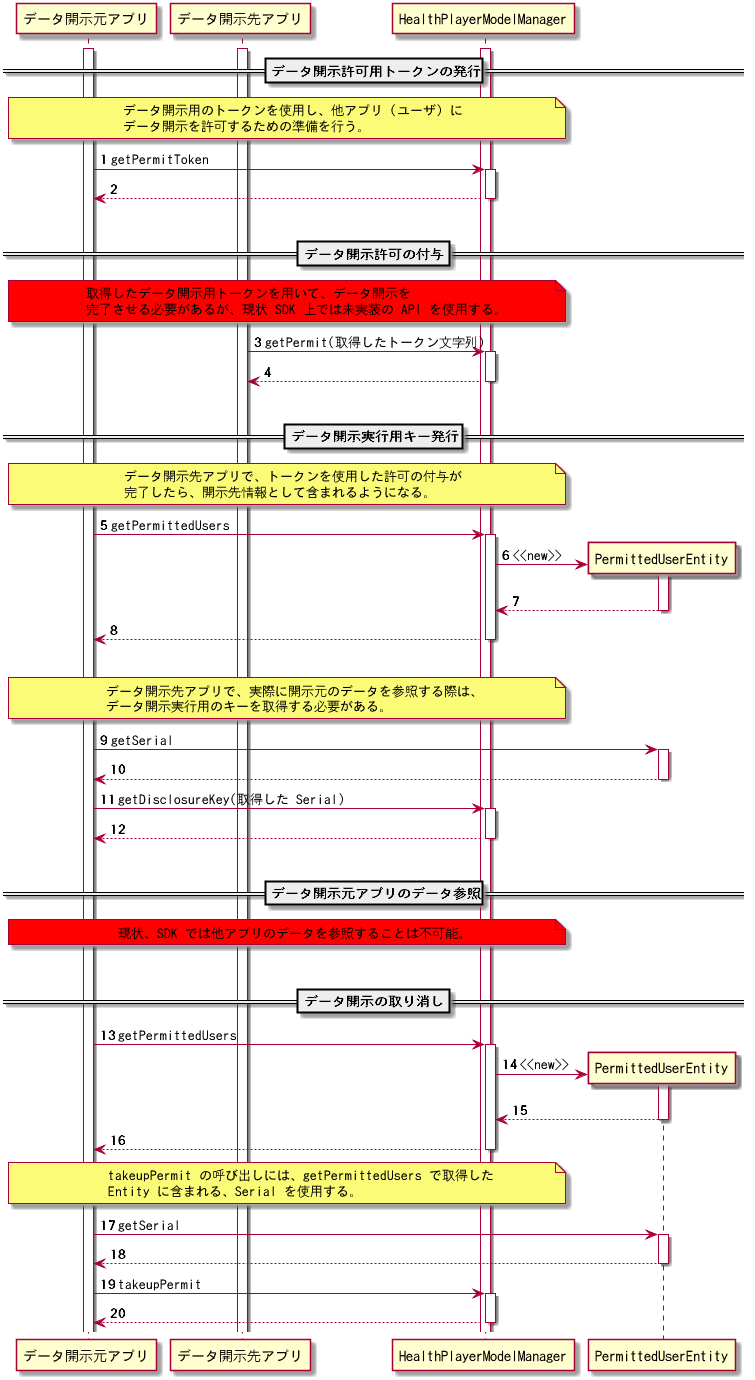 データ開示元アプリ
データ開示先アプリ
HealthPlayerModelManager
データ開示許可用トークンの発行
データ開示用のトークンを使用し、他アプリ (ユーザ) に
データ開示を許可するための準備を行う。
1 getPermitToken
2
データ開示許可の付与
取得したデータ開示用トークンを用いて、データ開示を
完了させる必要があるが、現状 SDK 上では未実装の API を使用する。
3 getPermit(取得したトークン文字列)
4
データ開示実行用キー発行
データ開示先アプリで、トークンを使用した許可の付与が
完了したら、開示先情報として含まれるようになる。
5 getPermittedUsers
6 <<new>>
PermittedUserEntity
7
8
データ開示先アプリで、実際に開示元のデータを参照する際は、
データ開示実行用のキーを取得する必要がある。
9 getSerial
10
11 getDisclosureKey(取得した Serial)
12
データ開示元アプリのデータ参照
現状、SDK では他アプリのデータを参照することは不可能。
データ開示の取り消し
13 getPermittedUsers
14 <<new>>
PermittedUserEntity
15
16
takeupPermit の呼び出しには、getPermittedUsers で取得した
Entity に含まれる、Serial を使用する。
17 getSerial
18
19 takeupPermit
20
データ開示元アプリ
データ開示先アプリ
HealthPlayerModelManager
PermittedUserEntity